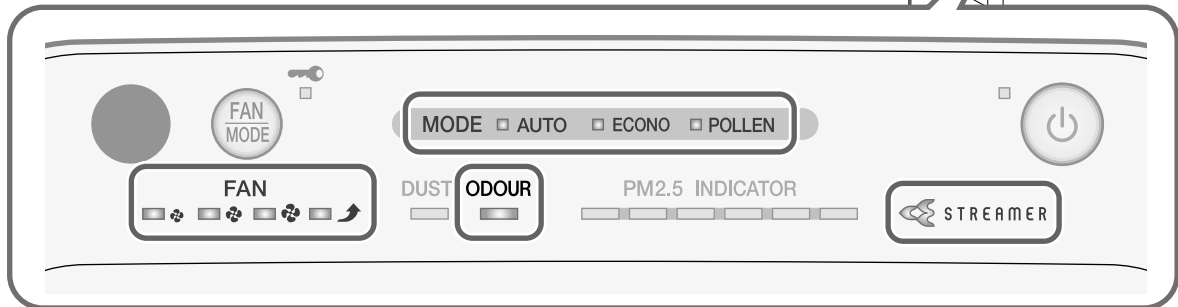 FAN
MODE
MODE AUTO ECONO POLLEN
FAN
DUST ODOUR PM2.5 INDICATOR
STREAMER